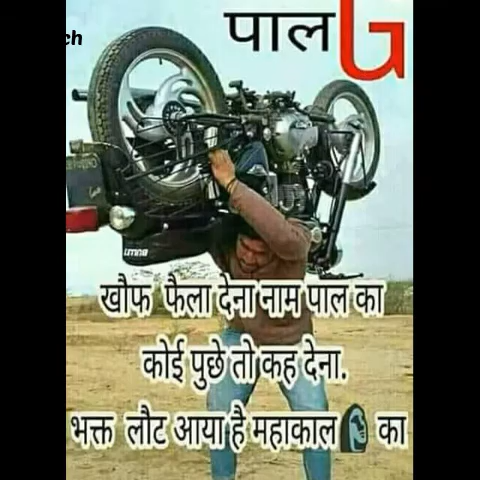 ch
पाल G
खौफ फैला देना नाम पाल का
कोई पुछे तो कह देना.
भक्त लौट आया है महाकाल का